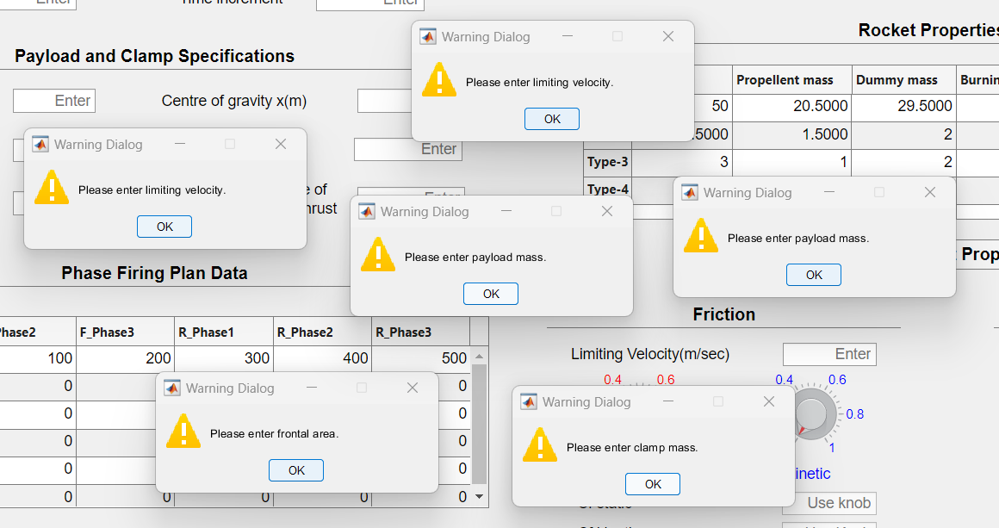 Enter
Time Increment
Enter
Warning Dialog
Please enter limiting velocity.
OK
Rocket Properties
Payload and Clamp Specifications
Propellent mass
Dummy mass
Enter
Centre of gravity x(m)
50
20.5000
29.5000
5000
1.5000
2
Type-3
3
1
2
Type-4
Enter
Warning Dialog
Please enter limiting velocity.
OK
of
Enter
Warning Dialog
Please enter payload mass.
OK
Warning Dialog
Please enter payload mass.
OK
Prop
Phase Firing Plan Data
Friction
Phase2
F_Phase3
R_Phase1
R_Phase2
R_Phase3
100
200
300
400
500
0
0
0
0
0
0
0
0
0
0
0
0
0
0
Warning Dialog
Please enter frontal area.
OK
Limiting Velocity(m/sec)
Enter
0.4
0.6
0.4
0.6
0.8
1
Warning Dialog
Please enter clamp mass.
OK
inetic
Use knob